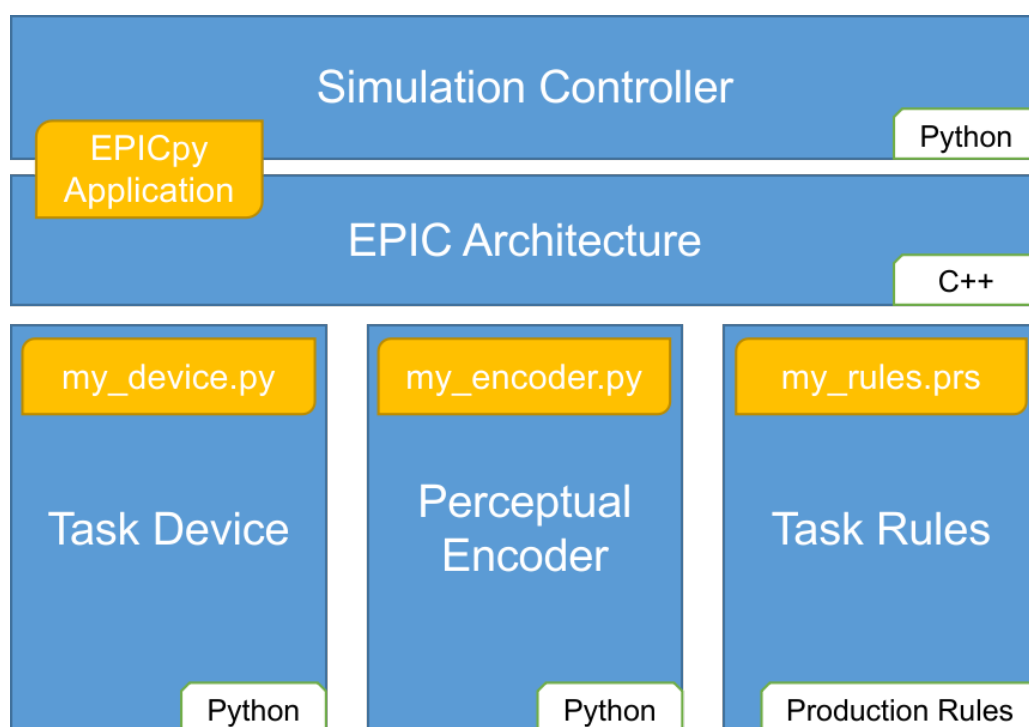 Simulation Controller
Python
EPICpy
Application
EPIC Architecture
C++
my_device.py
Task Device
Python
my_encoder.py
Perceptual
Encoder
Python
my_rules.prs
Task Rules
Production Rules